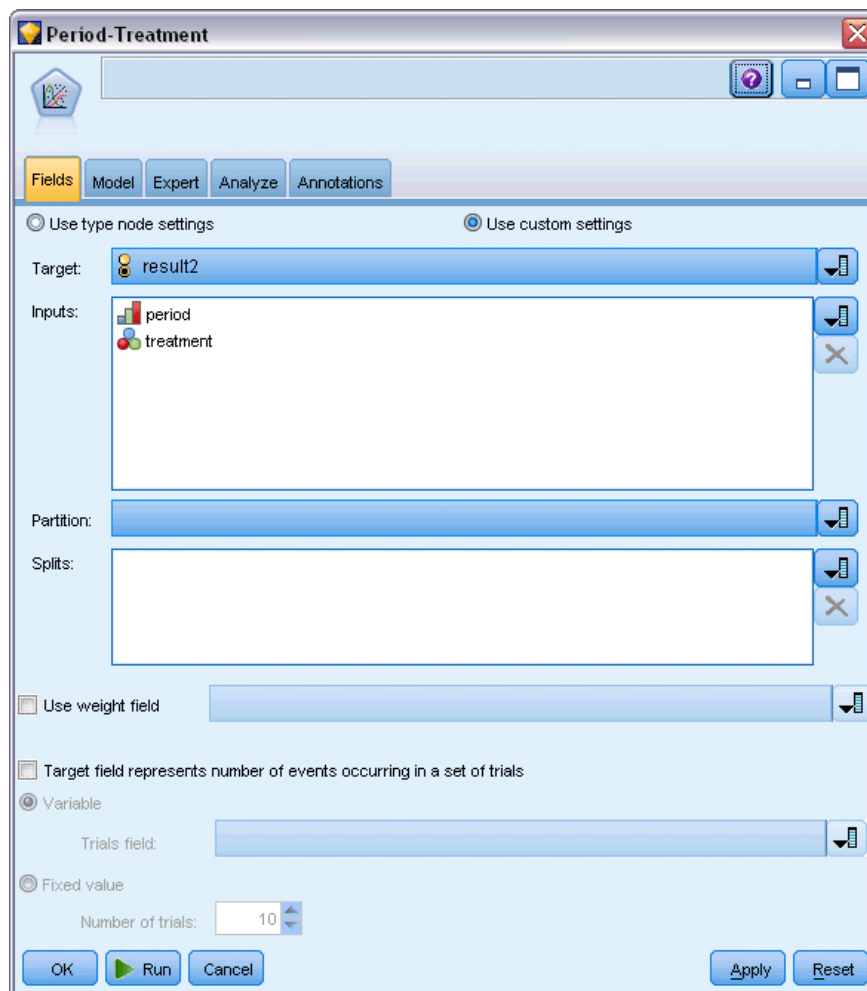 Period-Treatment
Fields Model Expert Analyze Annotations
Use type node settings Use custom settings
Target: result2
Inputs: period
treatment
Partition:
Splits:
Use weight field
Target field represents number of events occurring in a set of trials
Variable
Trials field:
Fixed value
Number of trials: 10
OK Run Cancel Apply Reset